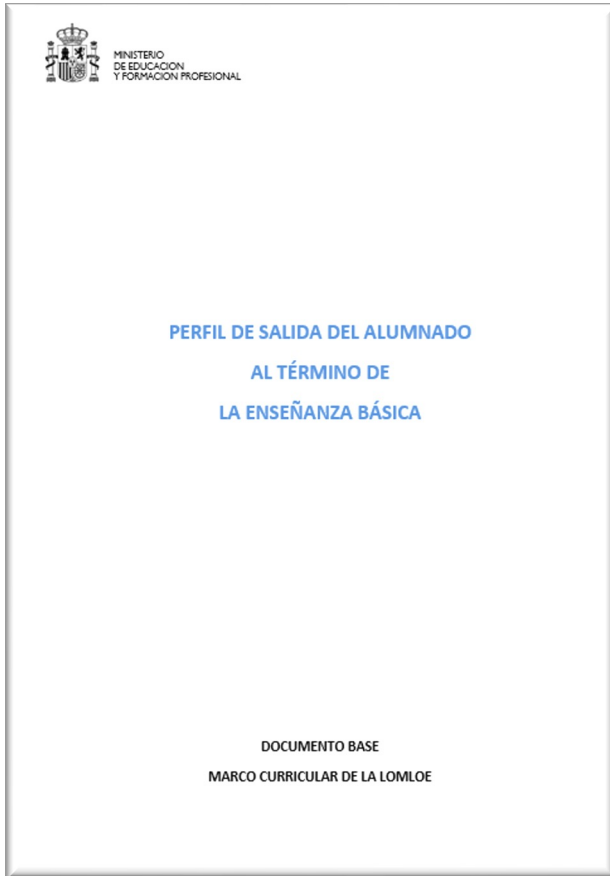 MINISTERIO
DE EDUCACION
Y FORMACION PROFESIONAL
PERFIL DE SALIDA DEL ALUMNADO
AL TÉRMINO DE
LA ENSEÑANZA BÁSICA
DOCUMENTO BASE
MARCO CURRICULAR DE LA LOMLOE